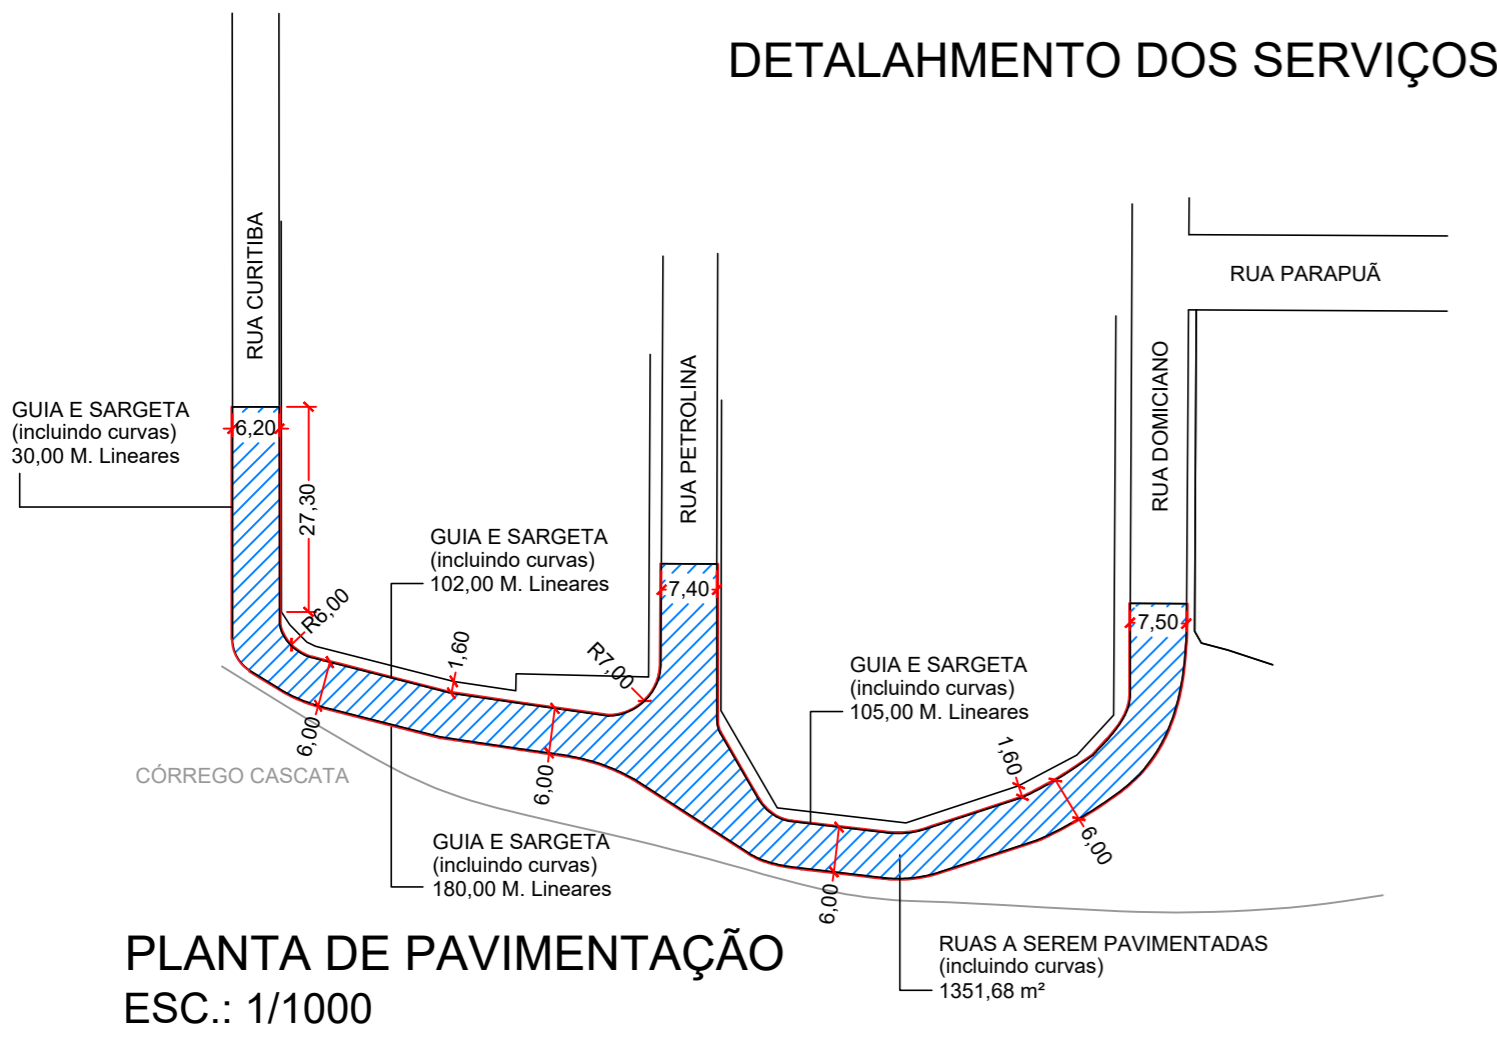 DETALAHMENTO DOS SERVIÇOS
RUA CURITIBA
RUA PARAPUÃ
RUA PETROLINA
RUA DOMICIANO
GUIA E SARGETA
(incluindo curvas)
30,00 M. Lineares
6,20
27,30
GUIA E SARGETA
(incluindo curvas)
102,00 M. Lineares
7,40
7,50
R6,00
1,60
R7,00
GUIA E SARGETA
(incluindo curvas)
105,00 M. Lineares
6,00
6,00
1,60
CÓRREGO CASCATA
GUIA E SARGETA
(incluindo curvas)
180,00 M. Lineares
6,00
6,00
PLANTA DE PAVIMENTAÇÃO
ESC.: 1/1000
RUAS A SEREM PAVIMENTADAS
(incluindo curvas)
1351,68 m²